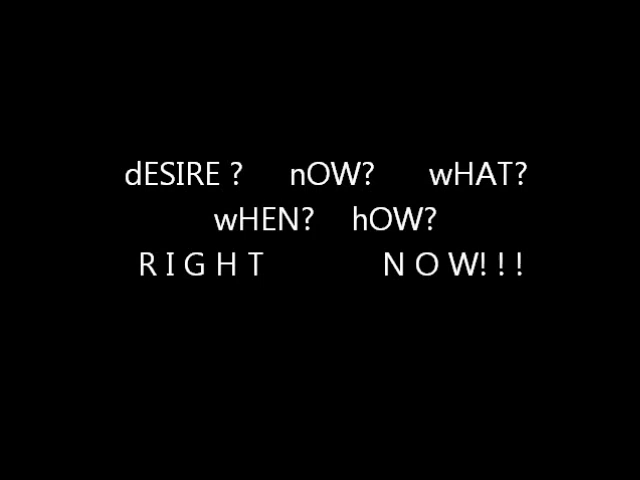 dESIRE ? nOW? wHAT?
wHEN? hOW?
R I G H T N O W! ! !